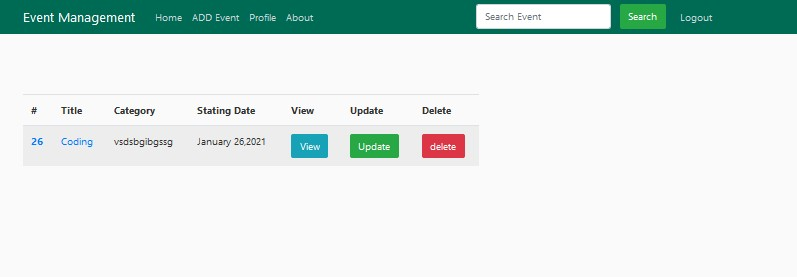 Event Management Home ADD Event Profile About Search Event Search Logout
# Title Category Stating Date View Update Delete
26 Coding vsdsbgibgssg January 26,2021 View Update delete